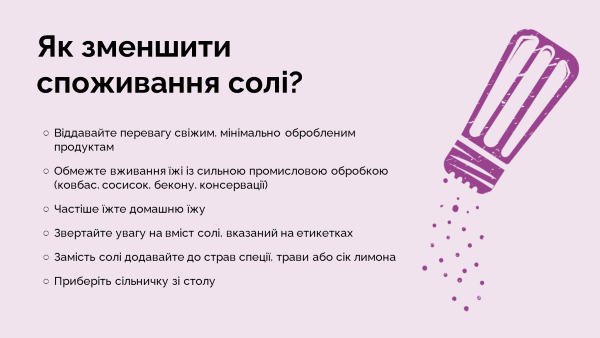 Як зменшити
споживання солі?
○ Віддавайте перевагу свіжим, мінімально обробленим
продуктам
○ Обмежте вживання їжі із сильною промисловою обробкою
(ковбас, сосисок, бекону, консервації)
○ Частіше їжте домашню їжу
○ Звертайте увагу на вміст солі, вказаний на етикетках
○ Замість солі додавайте до страв спеції, трави або сік лимона
○ Приберіть сільничку зі столу